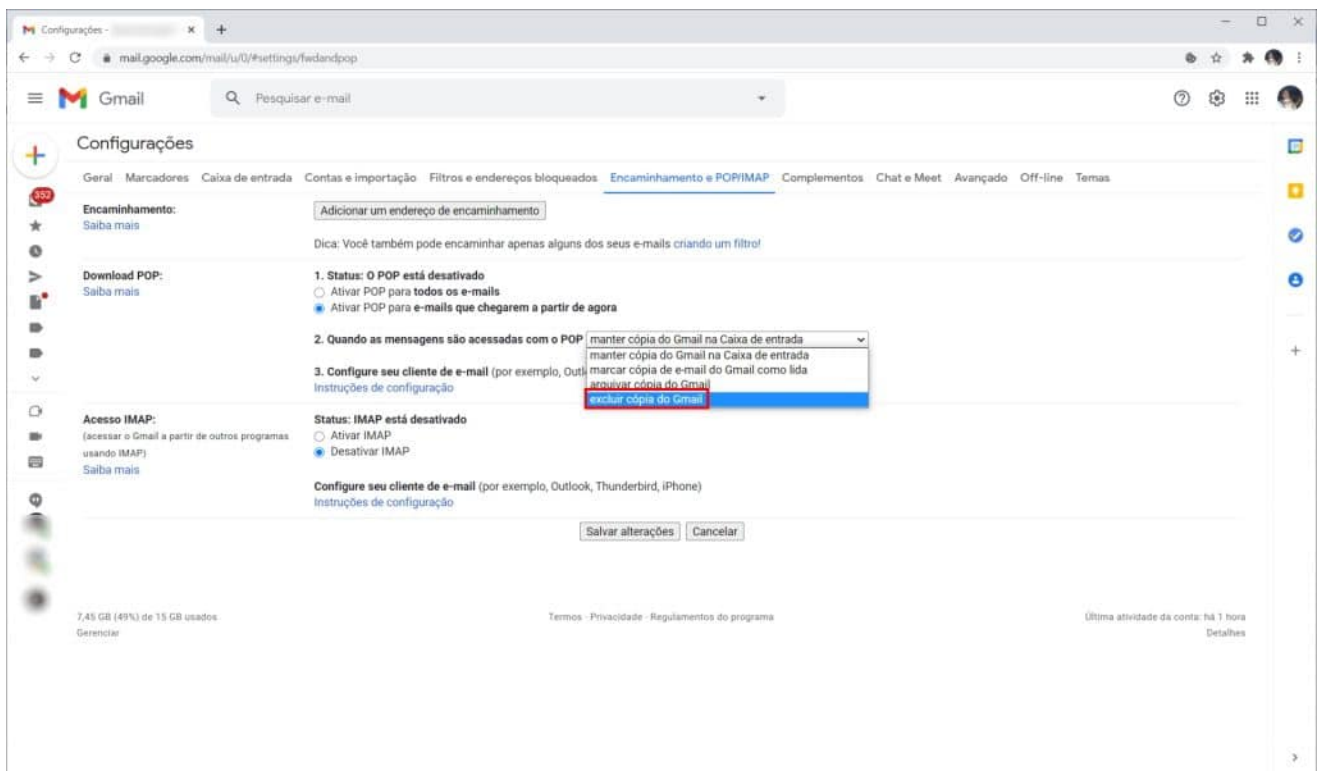 Configurações -
mail.google.com/mail/u/0/#settings/fwdandpop
Gmail
Pesquisar e-mail
Configurações
Geral Marcadores Caixa de entrada Contas e importação Filtros e endereços bloqueados Encaminhamento e POP/IMAP Complementos Chat e Meet Avançado Off-line Temas
352
Encaminhamento:
Saiba mais
Adicionar um endereço de encaminhamento
Dica: Você também pode encaminhar apenas alguns dos seus e-mails criando um filtro!
Download POP:
Saiba mais
1. Status: O POP está desativado
Ativar POP para todos os e-mails
Ativar POP para e-mails que chegarem a partir de agora
2. Quando as mensagens são acessadas com o POP manter cópia do Gmail na Caixa de entrada
manter cópia do Gmail na Caixa de entrada
marcar cópia de e-mail do Gmail como lida
arquivar cópia do Gmail
excluir cópia do Gmail
3. Configure seu cliente de e-mail (por exemplo,
Instruções de configuração
Acesso IMAP:
(acessar o Gmail a partir de outros programas
usando IMAP)
Saiba mais
Status: IMAP está desativado
Ativar IMAP
Desativar IMAP
Configure seu cliente de e-mail (por exemplo, Outlook, Thunderbird, iPhone)
Instruções de configuração
Salvar alterações Cancelar
7,45 GB (49%) de 15 GB usados
Gerenciar
Termos - Privacidade - Regulamentos do programa
Última atividade da conta: há 1 hora
Detalhes